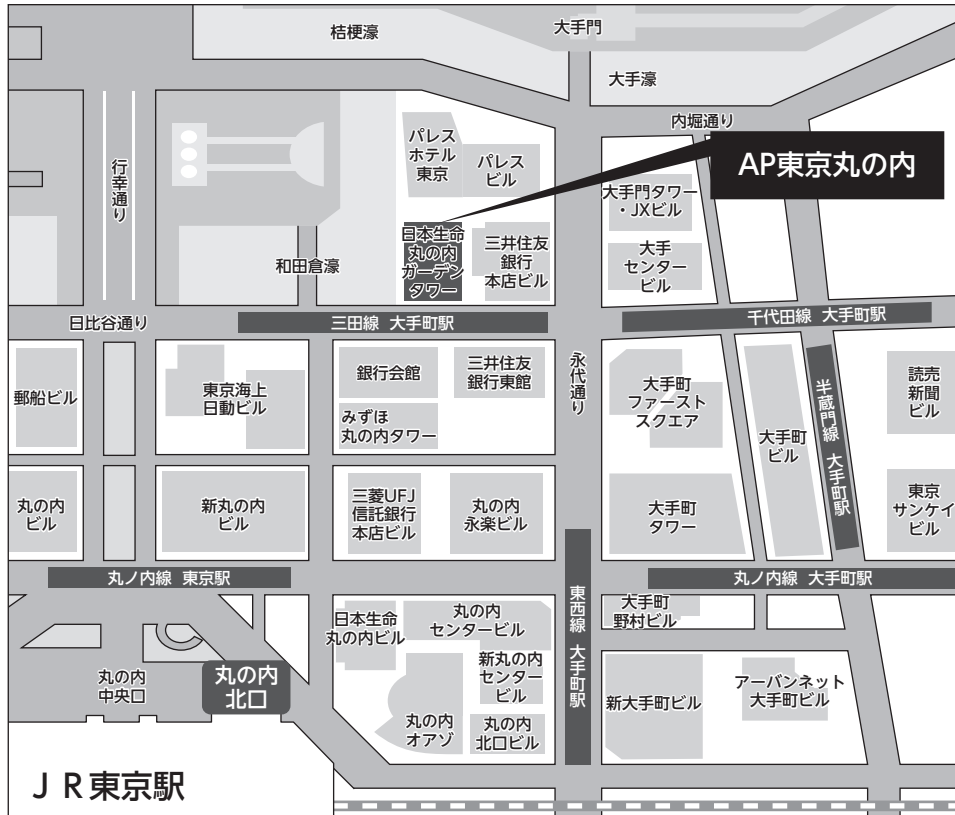 桔梗濠
大手門
大手濠
内堀通り
行幸通り
パレス
ホテル
東京
パレス
ビル
AP東京丸の内
大手門タワー
・JXビル
大手
センター
ビル
日本生命
丸の内
ガーデン
タワー
三井住友
銀行
本店ビル
和田倉濠
日比谷通り
三田線 大手町駅
千代田線 大手町駅
郵船ビル
東京海上
日動ビル
銀行会館
三井住友
銀行東館
みずほ
丸の内タワー
永代通り
大手町
ファースト
スクエア
大手町
ビル
半蔵門線 大手町駅
読売
新聞
ビル
丸の内
ビル
新丸の内
ビル
三菱UFJ
信託銀行
本店ビル
丸の内
永楽ビル
大手町
タワー
東京
サンケイ
ビル
丸ノ内線 東京駅
東西線 大手町駅
丸ノ内線 大手町駅
日本生命
丸の内ビル
丸の内
センタービル
大手町
野村ビル
新丸の内
センター
ビル
丸の内
中央口
丸の内
北口
丸の内
オアゾ
丸の内
北口ビル
新大手町ビル
アーバンネット
大手町ビル
JR東京駅